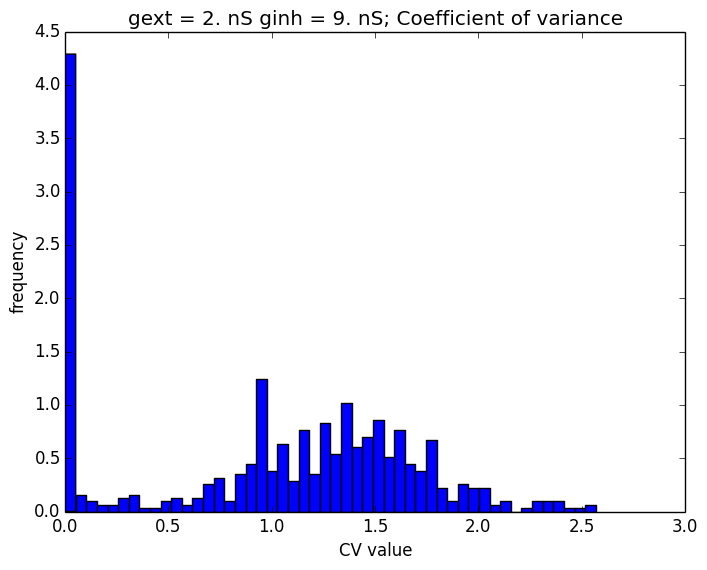 gext = 2. nS ginh = 9. nS; Coefficient of variance
4.5
4.0
3.5
3.0
2.5
2.0
1.5
1.0
0.5
0.0
frequency
0.0 0.5 1.0 1.5 2.0 2.5 3.0
CV value